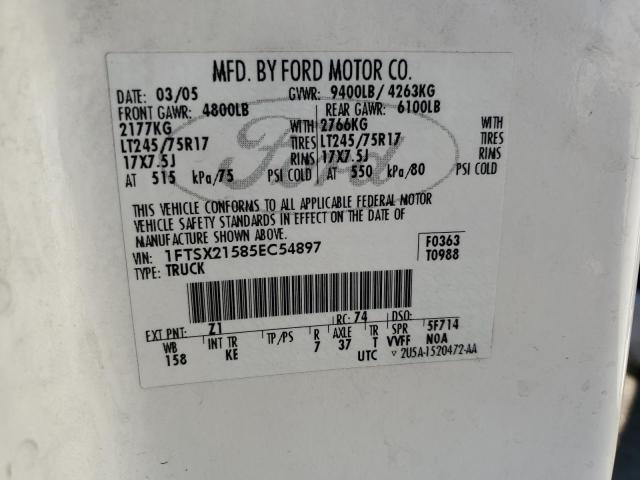 MFD. BY FORD MOTOR CO.
DATE: 03/05 GVWR: 9400LB/ 4263KG
FRONT GAWR: 4800LB REAR GAWR: 6100LB
2177KG WITH 2766KG WITH
LT245/75R17 TIRES LT245/75R17 TIRES
17X7.5J RIMS 17X7.5J RIMS
AT 515 kPa/75 PSI COLD AT 550 kPa/80 PSI COLD
Ford
THIS VEHICLE CONFORMS TO ALL APPLICABLE FEDERAL MOTOR
VEHICLE SAFETY STANDARDS IN EFFECT ON THE DATE OF
MANUFACTURE SHOWN ABOVE.
VIN: 1FTSX21585EC54897 F0363
TYPE: TRUCK T0988
EXT PNT: Z1 RC: 74 DSO:
WB INT TR TP/PS R AXLE TR SPR 5F714
158 KE 7 37 T VVFF NOA
UTC ▽ 2U5A-1520472-AA